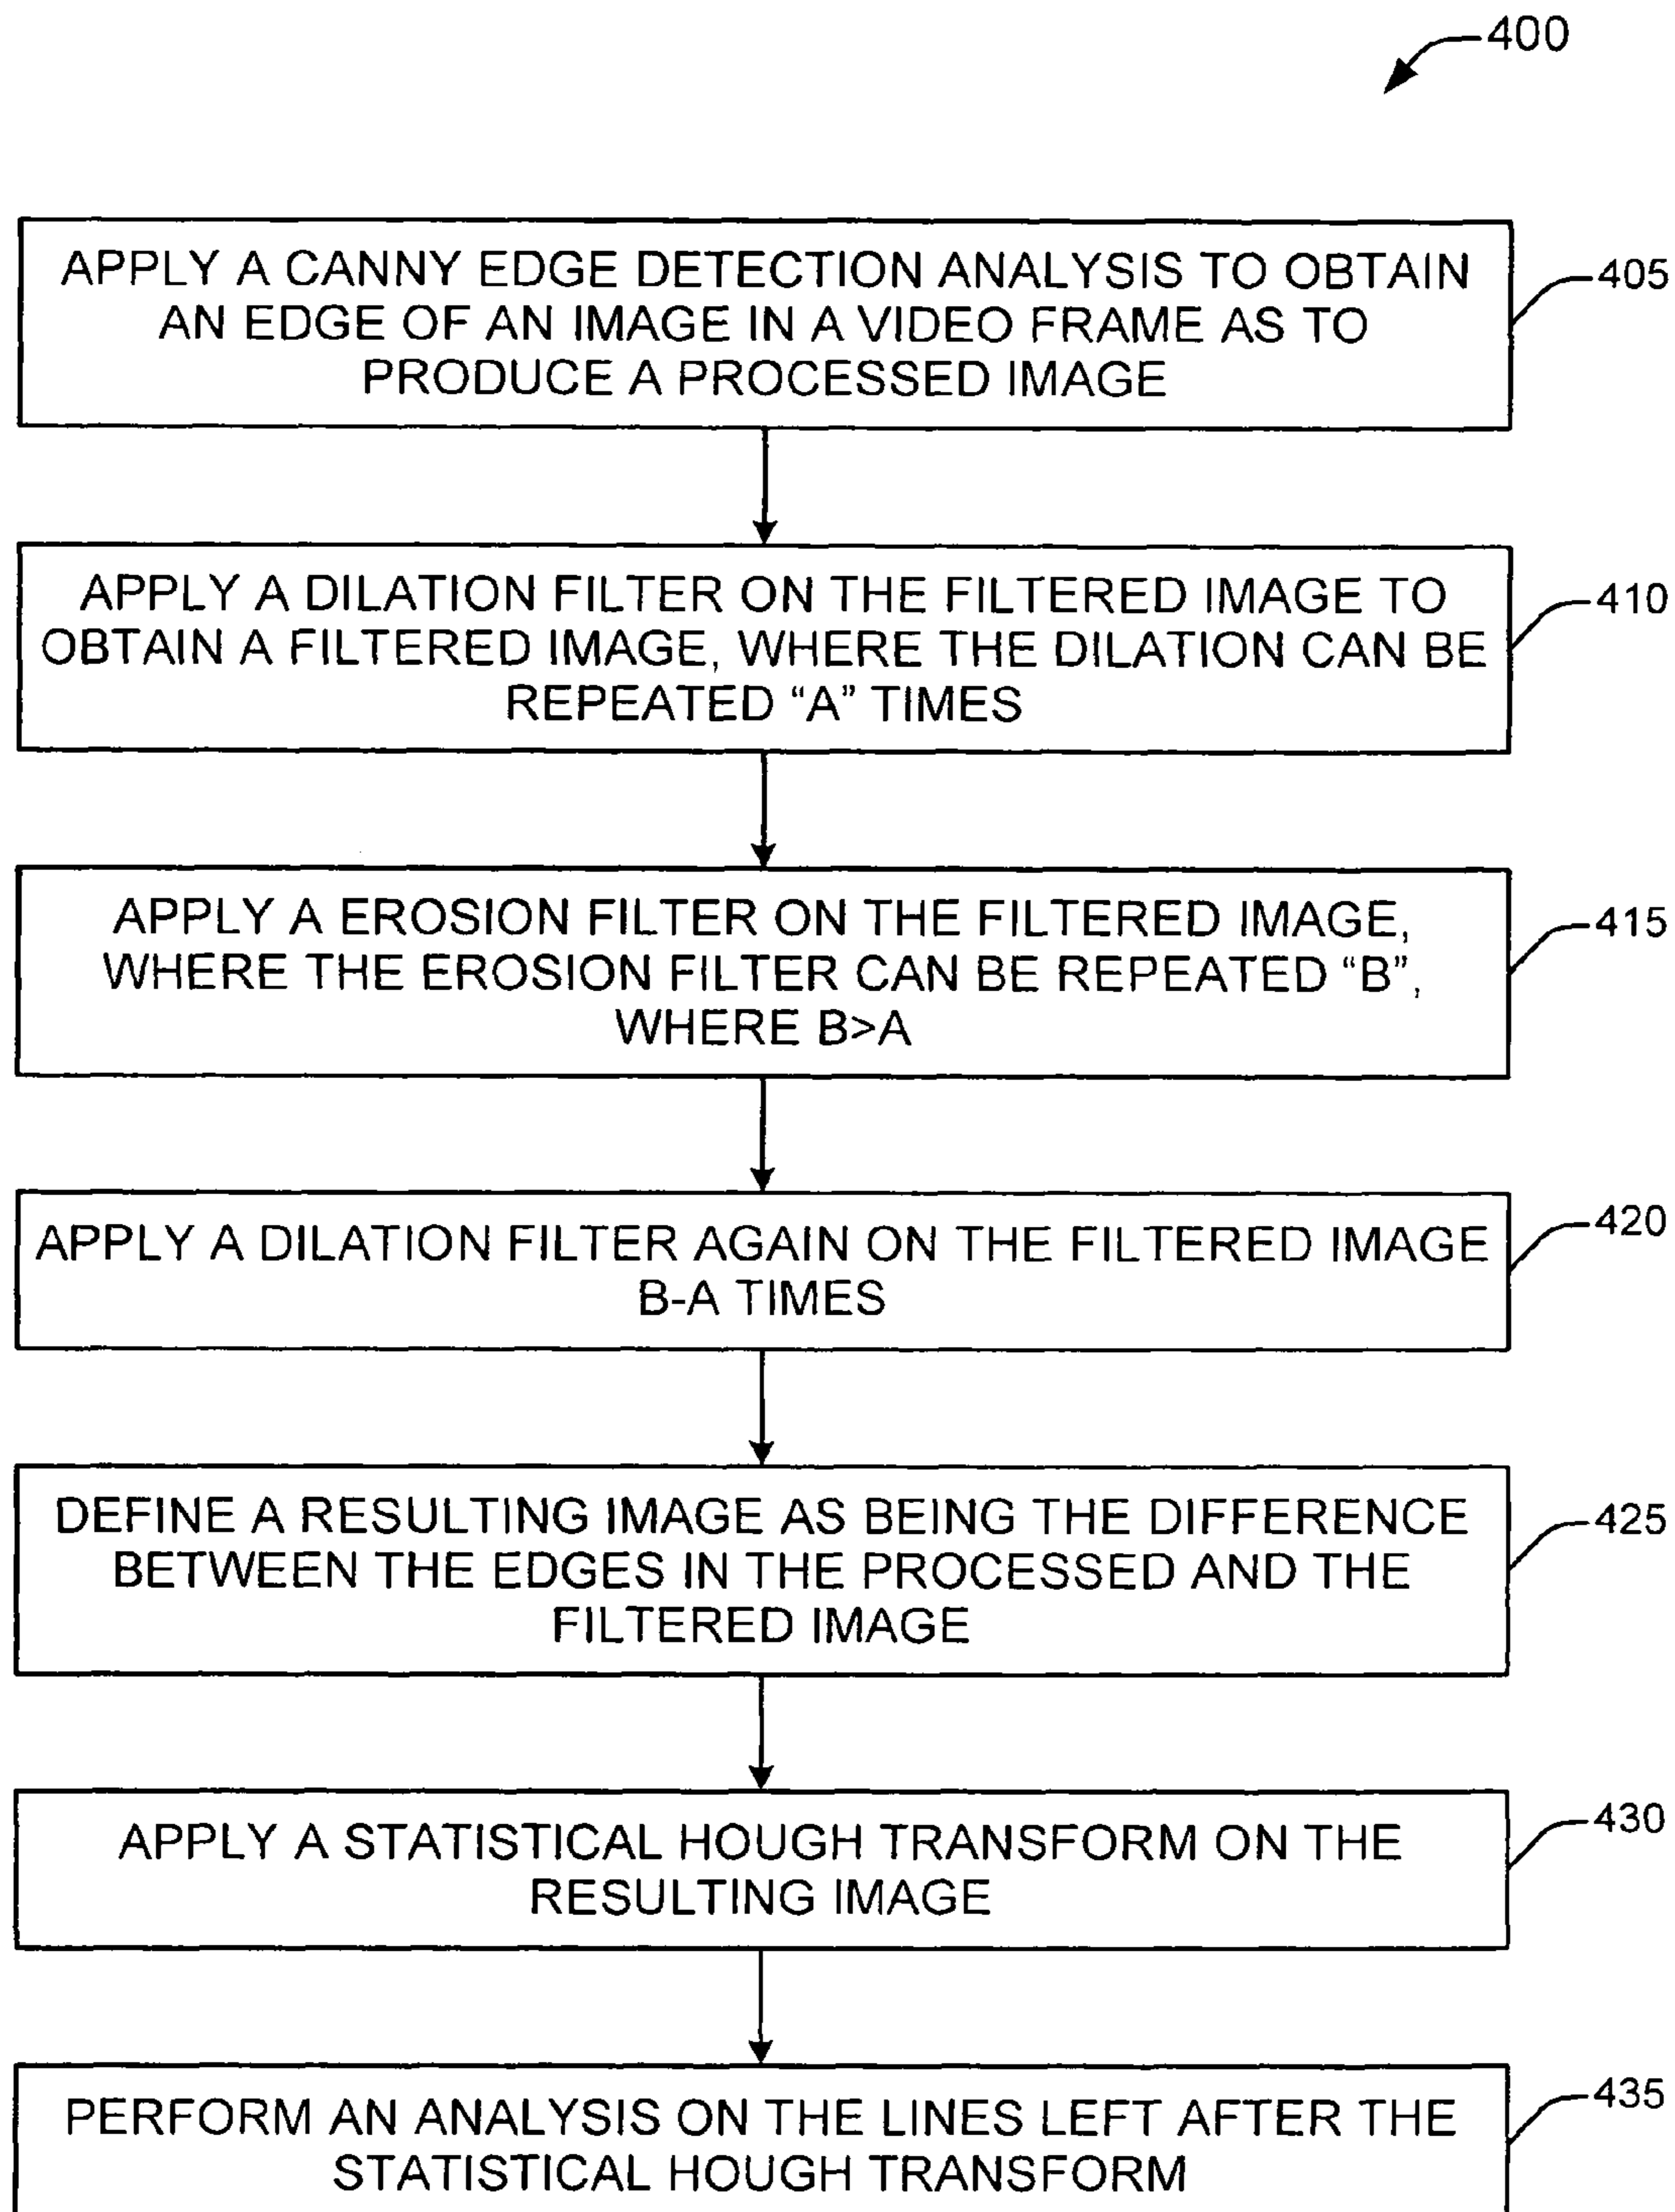 400
APPLY A CANNY EDGE DETECTION ANALYSIS TO OBTAIN
AN EDGE OF AN IMAGE IN A VIDEO FRAME AS TO
PRODUCE A PROCESSED IMAGE
405
APPLY A DILATION FILTER ON THE FILTERED IMAGE TO
OBTAIN A FILTERED IMAGE, WHERE THE DILATION CAN BE
REPEATED “A” TIMES
410
APPLY A EROSION FILTER ON THE FILTERED IMAGE,
WHERE THE EROSION FILTER CAN BE REPEATED “B”,
WHERE B>A
415
APPLY A DILATION FILTER AGAIN ON THE FILTERED IMAGE
B-A TIMES
420
DEFINE A RESULTING IMAGE AS BEING THE DIFFERENCE
BETWEEN THE EDGES IN THE PROCESSED AND THE
FILTERED IMAGE
425
APPLY A STATISTICAL HOUGH TRANSFORM ON THE
RESULTING IMAGE
430
PERFORM AN ANALYSIS ON THE LINES LEFT AFTER THE
STATISTICAL HOUGH TRANSFORM
435